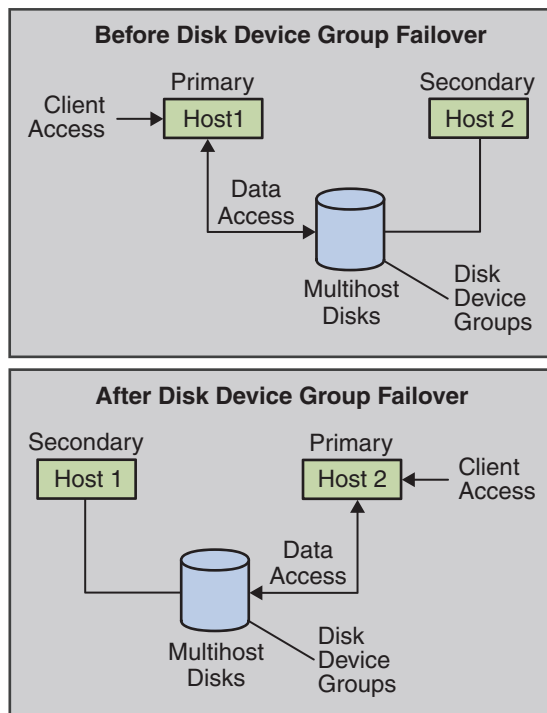 Before Disk Device Group Failover
Primary
Secondary
Client
Access
Host1
Host 2
Data
Access
Multihost
Disks
Disk
Device
Groups
After Disk Device Group Failover
Secondary
Primary
Host 1
Host 2
Client
Access
Data
Access
Multihost
Disks
Disk
Device
Groups